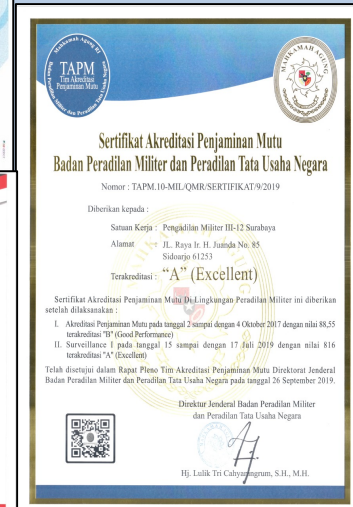 Mahkamah Agung RI
TAPM
Tim Akreditasi
Penjaminan Mutu
MAHKAMAH AGUNG
Sertifikat Akreditasi Penjaminan Mutu
Badan Peradilan Militer dan Peradilan Tata Usaha Negara
Nomor : TAPM.10-MIL/QMR/SERTIFIKAT/9/2019
Diberikan kepada :
Satuan Kerja : Pengadilan Militer III-12 Surabaya
Alamat : JL. Raya Ir. H. Juanda No. 85
Sidoarjo 61253
Terakreditasi : “A” (Excellent)
Sertifikat Akreditasi Penjaminan Mutu Di Lingkungan Peradilan Militer ini diberikan
setelah dilaksanakan :
I. Akreditasi Penjaminan Mutu pada tanggal 2 sampai dengan 4 Oktober 2017 dengan nilai 88,55
terakreditasi "B" (Good Performance)
II. Surveillance I pada tanggal 15 sampai dengan 17 Juli 2019 dengan nilai 816
terakreditasi "A" (Excellent)
Telah disetujui dalam Rapat Pleno Tim Akreditasi Penjaminan Mutu Direktorat Jenderal
Badan Peradilan Militer dan Peradilan Tata Usaha Negara pada tanggal 26 September 2019.
Direktur Jenderal Badan Peradilan Militer
dan Peradilan Tata Usaha Negara
Hj. Lulik Tri Cahyaningrum, S.H., M.H.